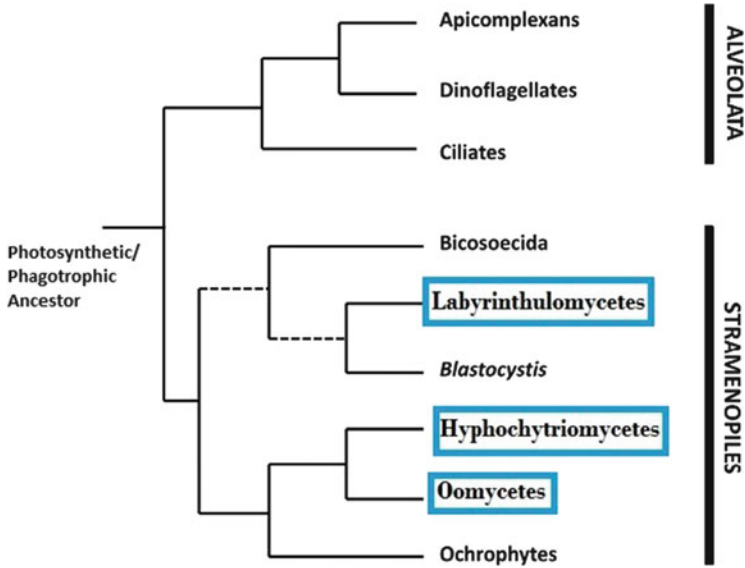 Apicomplexans
Dinoflagellates
Ciliates
ALVEOLATA
Photosynthetic/
Phagotrophic
Ancestor
Bicosoecida
Labyrinthulomycetes
Blastocystis
Hyphochytriomycetes
Oomycetes
Ochrophytes
STRAMENOPILES